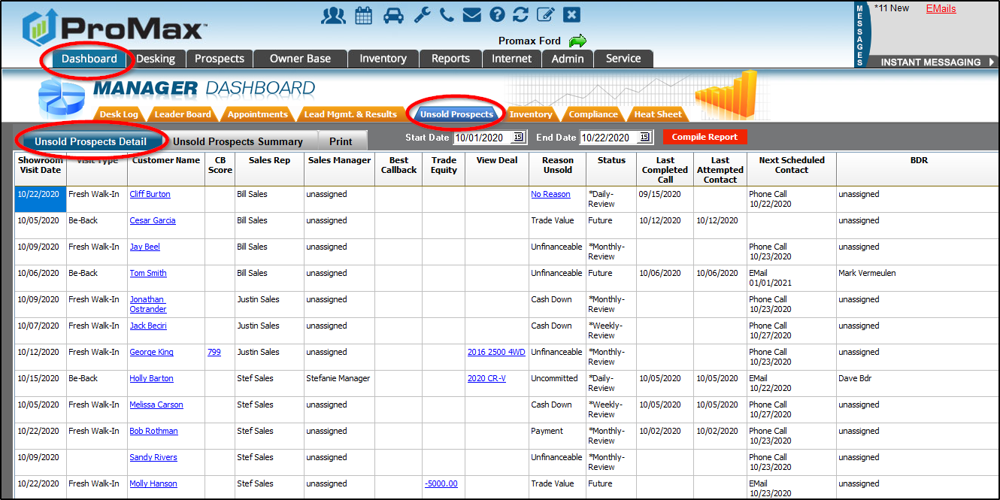 ProMax™
Promax Ford
MESSAGES
*11 New EMails
INSTANT MESSAGING
Dashboard Desking Prospects Owner Base Inventory Reports Internet Admin Service
MANAGER DASHBOARD
Desk Log Leader Board Appointments Lead Mgmt. & Results Unsold Prospects Inventory Compliance Heat Sheet
Unsold Prospects Detail Unsold Prospects Summary Print Start Date 10/01/2020 15 End Date 10/22/2020 15 Compile Report
Showroom Visit Type Customer Name CB Sales Rep Sales Manager Best Trade View Deal Reason Status Last Last Next Scheduled BDR
Visit Date Score Callback Equity Unsold Completed Attempted Contact
Call Contact
10/22/2020 Fresh Walk-In Cliff Burton Bill Sales unassigned No Reason *Daily- 09/15/2020 Phone Call unassigned
Review 10/22/2020
10/05/2020 Be-Back Cesar Garcia Bill Sales unassigned Trade Value Future 10/12/2020 10/12/2020 unassigned
10/09/2020 Fresh Walk-In Jay Beel Bill Sales unassigned Unfinanceable *Monthly- Phone Call unassigned
Review 10/23/2020
10/06/2020 Be-Back Tom Smith Bill Sales unassigned Unfinanceable Future 10/06/2020 10/06/2020 EMail Mark Vermeulen
01/01/2021
10/09/2020 Fresh Walk-In Jonathan Justin Sales unassigned Cash Down *Monthly- Phone Call unassigned
Ostrander Review 10/23/2020
10/07/2020 Fresh Walk-In Jack Beciri Justin Sales unassigned Cash Down *Weekly- Phone Call unassigned
Review 10/27/2020
10/12/2020 Fresh Walk-In George King 799 Justin Sales unassigned 2016 2500 4WD Unfinanceable *Monthly- Phone Call unassigned
Review 10/23/2020
10/15/2020 Be-Back Holly Barton Stef Sales Stefanie Manager 2020 CR-V Uncommitted *Daily- 10/05/2020 10/05/2020 EMail Dave Bdr
Review 10/22/2020
10/05/2020 Fresh Walk-In Melissa Carson Stef Sales unassigned Cash Down *Weekly- 10/05/2020 10/05/2020 Phone Call unassigned
Review 10/27/2020
10/22/2020 Fresh Walk-In Bob Rothman Stef Sales unassigned Payment *Monthly- 10/02/2020 10/02/2020 Phone Call unassigned
Review 10/23/2020
10/09/2020 Sandy Rivers Stef Sales unassigned Unfinanceable *Monthly- Phone Call unassigned
Review 10/23/2020
10/22/2020 Fresh Walk-In Molly Hanson Stef Sales unassigned -5000.00 Trade Value Future EMail unassigned
10/23/2020